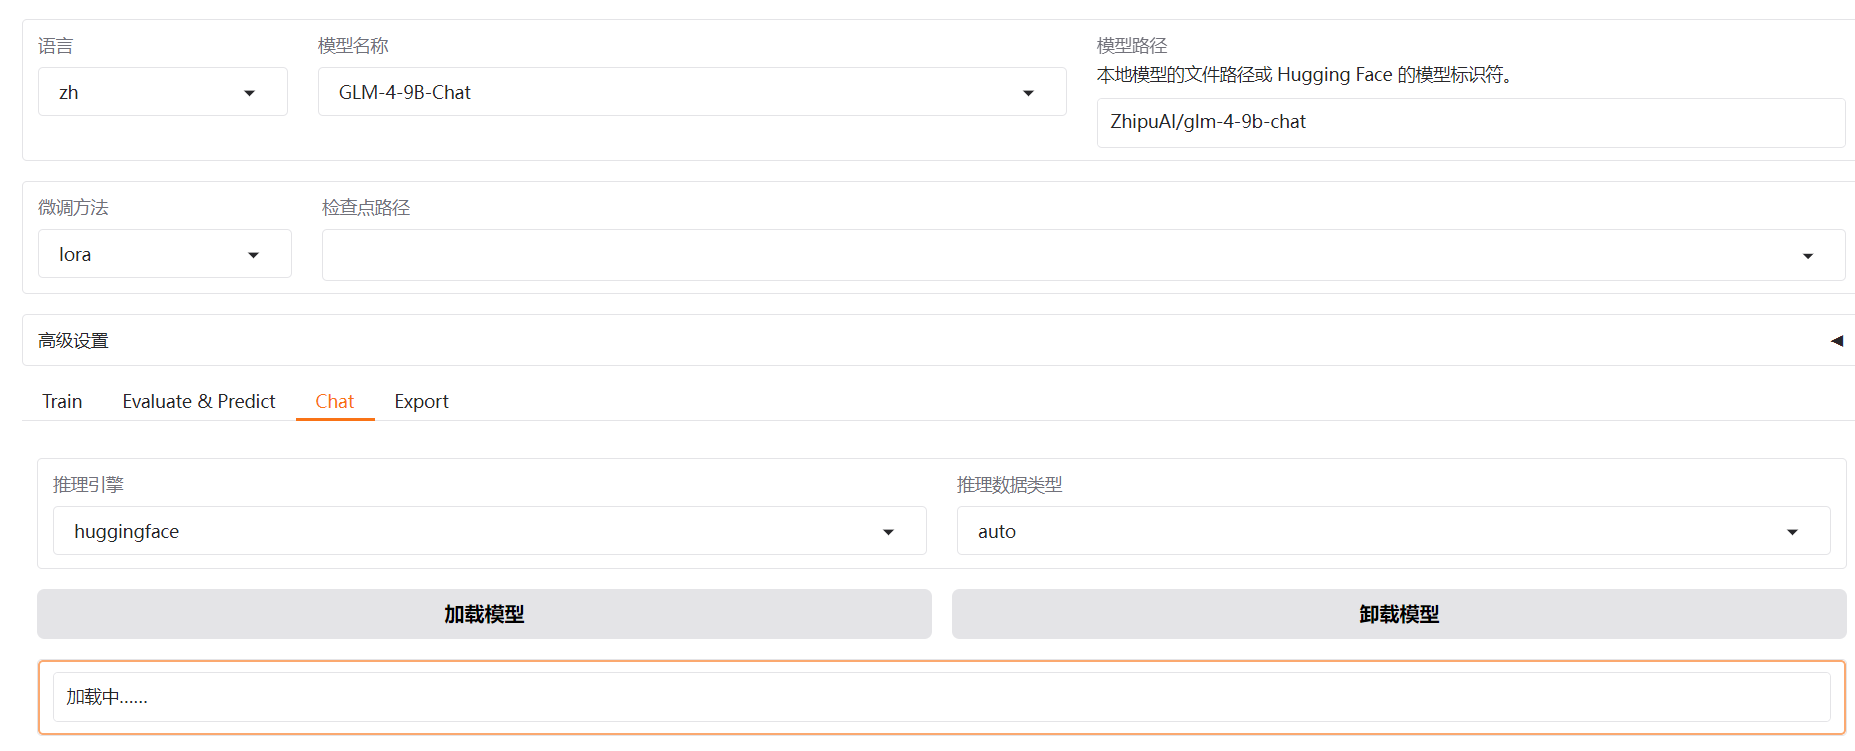 语言
zh
模型名称
GLM-4-9B-Chat
模型路径
本地模型的文件路径或 Hugging Face 的模型标识符。
ZhipuAI/glm-4-9b-chat
微调方法
lora
检查点路径
高级设置
Train
Evaluate & Predict
Chat
Export
推理引擎
huggingface
推理数据类型
auto
加载模型
卸载模型
加载中......